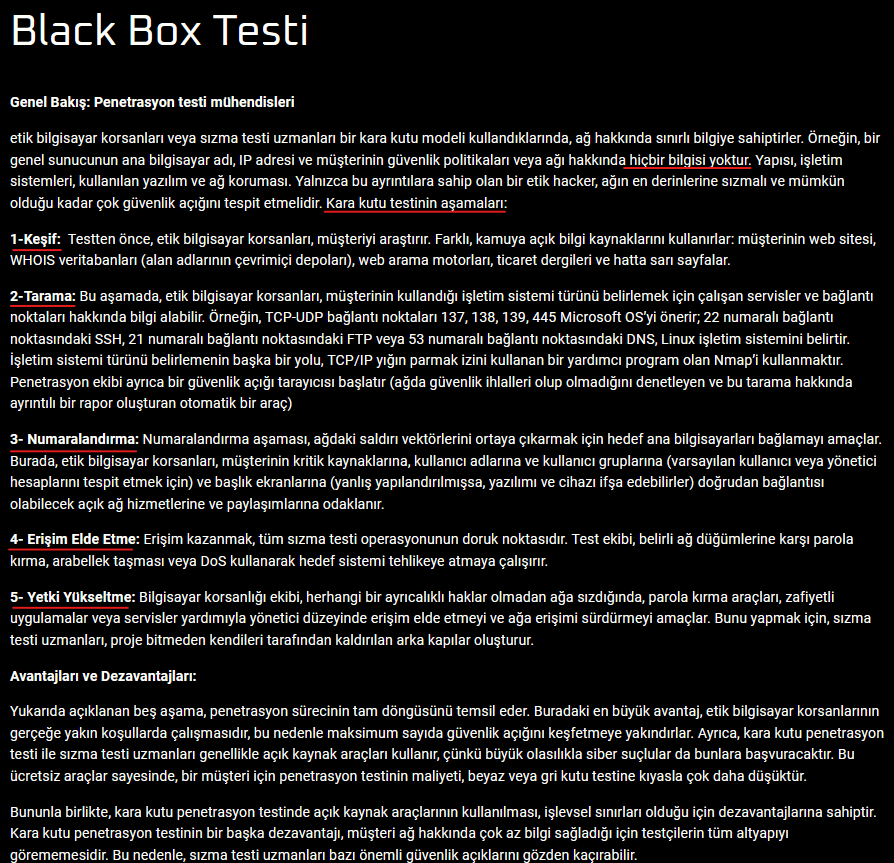 Black Box Testi
Genel Bakış: Penetrasyon testi mühendisleri
etik bilgisayar korsanları veya sızma testi uzmanları bir kara kutu modeli kullandıklarında, ağ hakkında sınırlı bilgiye sahiptirler. Örneğin, bir
genel sunucunun ana bilgisayar adı, IP adresi ve müşterinin güvenlik politikaları veya ağı hakkında hiçbir bilgisi yoktur. Yapısı, işletim
sistemleri, kullanılan yazılım ve ağ koruması. Yalnızca bu ayrıntılara sahip olan bir etik hacker, ağın en derinlerine sızmalı ve mümkün
olduğu kadar çok güvenlik açığını tespit etmelidir. Kara kutu testinin aşamaları:
1-Keşif: Testten önce, etik bilgisayar korsanları, müşteriyi araştırır. Farklı, kamuya açık bilgi kaynaklarını kullanırlar: müşterinin web sitesi,
WHOIS veritabanları (alan adlarının çevrimiçi depoları), web arama motorları, ticaret dergileri ve hatta sarı sayfalar.
2-Tarama: Bu aşamada, etik bilgisayar korsanları, müşterinin kullandığı işletim sistemi türünü belirlemek için çalışan servisler ve bağlantı
noktaları hakkında bilgi alabilir. Örneğin, TCP-UDP bağlantı noktaları 137, 138, 139, 445 Microsoft OS'yi önerir; 22 numaralı bağlantı
noktasındaki SSH, 21 numaralı bağlantı noktasındaki FTP veya 53 numaralı bağlantı noktasındaki DNS, Linux işletim sistemini belirtir.
İşletim sistemi türünü belirlemenin başka bir yolu, TCP/IP yığın parmak izini kullanan bir yardımcı program olan Nmap'i kullanmaktır.
Penetrasyon ekibi ayrıca bir güvenlik açığı tarayıcısı başlatır (ağda güvenlik ihlalleri olup olmadığını denetleyen ve bu tarama hakkında
ayrıntılı bir rapor oluşturan otomatik bir araç)
3- Numaralandırma: Numaralandırma aşaması, ağdaki saldırı vektörlerini ortaya çıkarmak için hedef ana bilgisayarları bağlamayı amaçlar.
Burada, etik bilgisayar korsanları, müşterinin kritik kaynaklarına, kullanıcı adlarına ve kullanıcı gruplarına (varsayılan kullanıcı veya yönetici
hesaplarını tespit etmek için) ve başlık ekranlarına (yanlış yapılandırılmışsa, yazılımı ve cihazı ifşa edebilirler) doğrudan bağlantısı
olabilecek açık ağ hizmetlerine ve paylaşımlarına odaklanır.
4- Erişim Elde Etme: Erişim kazanmak, tüm sızma testi operasyonunun doruk noktasıdır. Test ekibi, belirli ağ düğümlerine karşı parola
kırma, arabellek taşması veya DoS kullanarak hedef sistemi tehlikeye atmaya çalışırır.
5- Yetki Yükseltme: Bilgisayar korsanlığı ekibi, herhangi bir ayrıcalıklı haklar olmadan ağa sızdığında, parola kırma araçları, zafiyetli
uygulamalar veya servisler yardımıyla yönetici düzeyinde erişim elde etmeyi ve ağa erişimi sürdürmeyi amaçlar. Bunu yapmak için, sızma
testi uzmanları, proje bitmeden kendileri tarafından kaldırılan arka kapılar oluşturur.
Avantajları ve Dezavantajları:
Yukarıda açıklanan beş aşama, penetrasyon sürecinin tam döngüsünü temsil eder. Buradaki en büyük avantaj, etik bilgisayar korsanlarının
gerçeğe yakın koşullarda çalışmasıdır, bu nedenle maksimum sayıda güvenlik açığını keşfetmeye yakındırlar. Ayrıca, kara kutu penetrasyon
testi ile sızma testi uzmanları genellikle açık kaynak araçları kullanır, çünkü büyük olasılıkla siber suçlular da bunlara başvuracaktır. Bu
ücretsiz araçlar sayesinde, bir müşteri için penetrasyon testinin maliyeti, beyaz veya gri kutu testine kıyasla çok daha düşüktür.
Bununla birlikte, kara kutu penetrasyon testinde açık kaynak araçlarının kullanılması, işlevsel sınırları olduğu için dezavantajlarına sahiptir.
Kara kutu penetrasyon testinin bir başka dezavantajı, müşteri ağ hakkında çok az bilgi sağladığı için testçilerin tüm altyapıyı
görememesidir. Bu nedenle, sızma testi uzmanları bazı önemli güvenlik açıklarını gözden kaçırabilir.